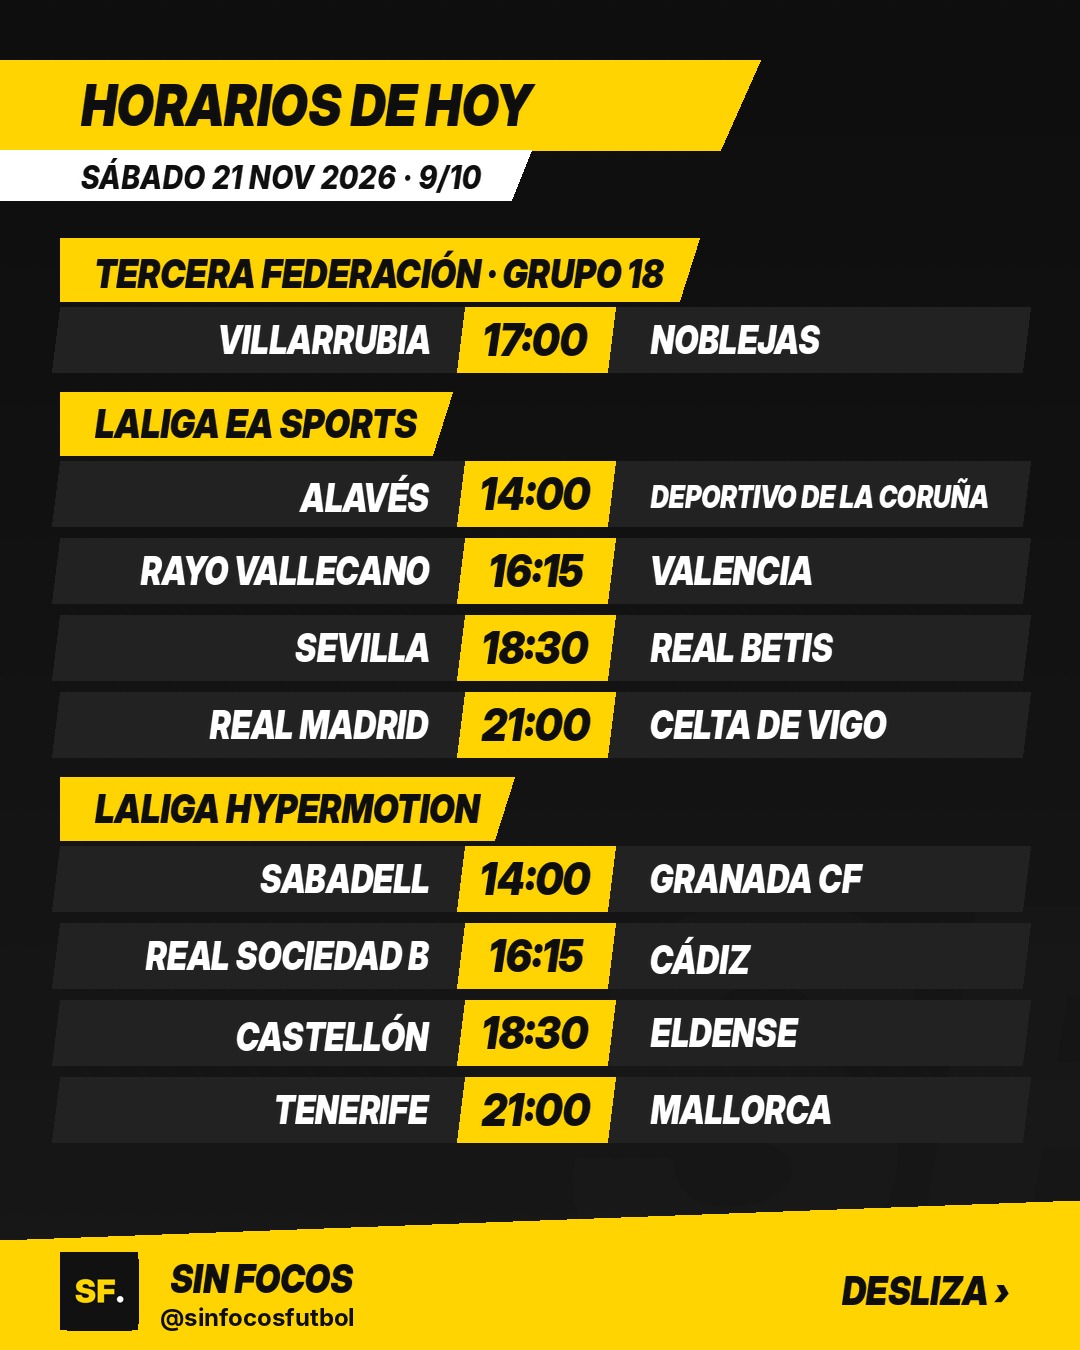 HORARIOS DE HOY
SÁBADO 21 NOV 2026 · 9/10
TERCERA FEDERACIÓN · GRUPO 18
VILLARRUBIA 17:00 NOBLEJAS
LALIGA EA SPORTS
ALAVÉS 14:00 DEPORTIVO DE LA CORUÑA
RAYO VALLECANO 16:15 VALENCIA
SEVILLA 18:30 REAL BETIS
REAL MADRID 21:00 CELTA DE VIGO
LALIGA HYPERMOTION
SABADELL 14:00 GRANADA CF
REAL SOCIEDAD B 16:15 CÁDIZ
CASTELLÓN 18:30 ELDENSE
TENERIFE 21:00 MALLORCA
SF.
SIN FOCOS
@sinfocosfutbol
DESLIZA ›